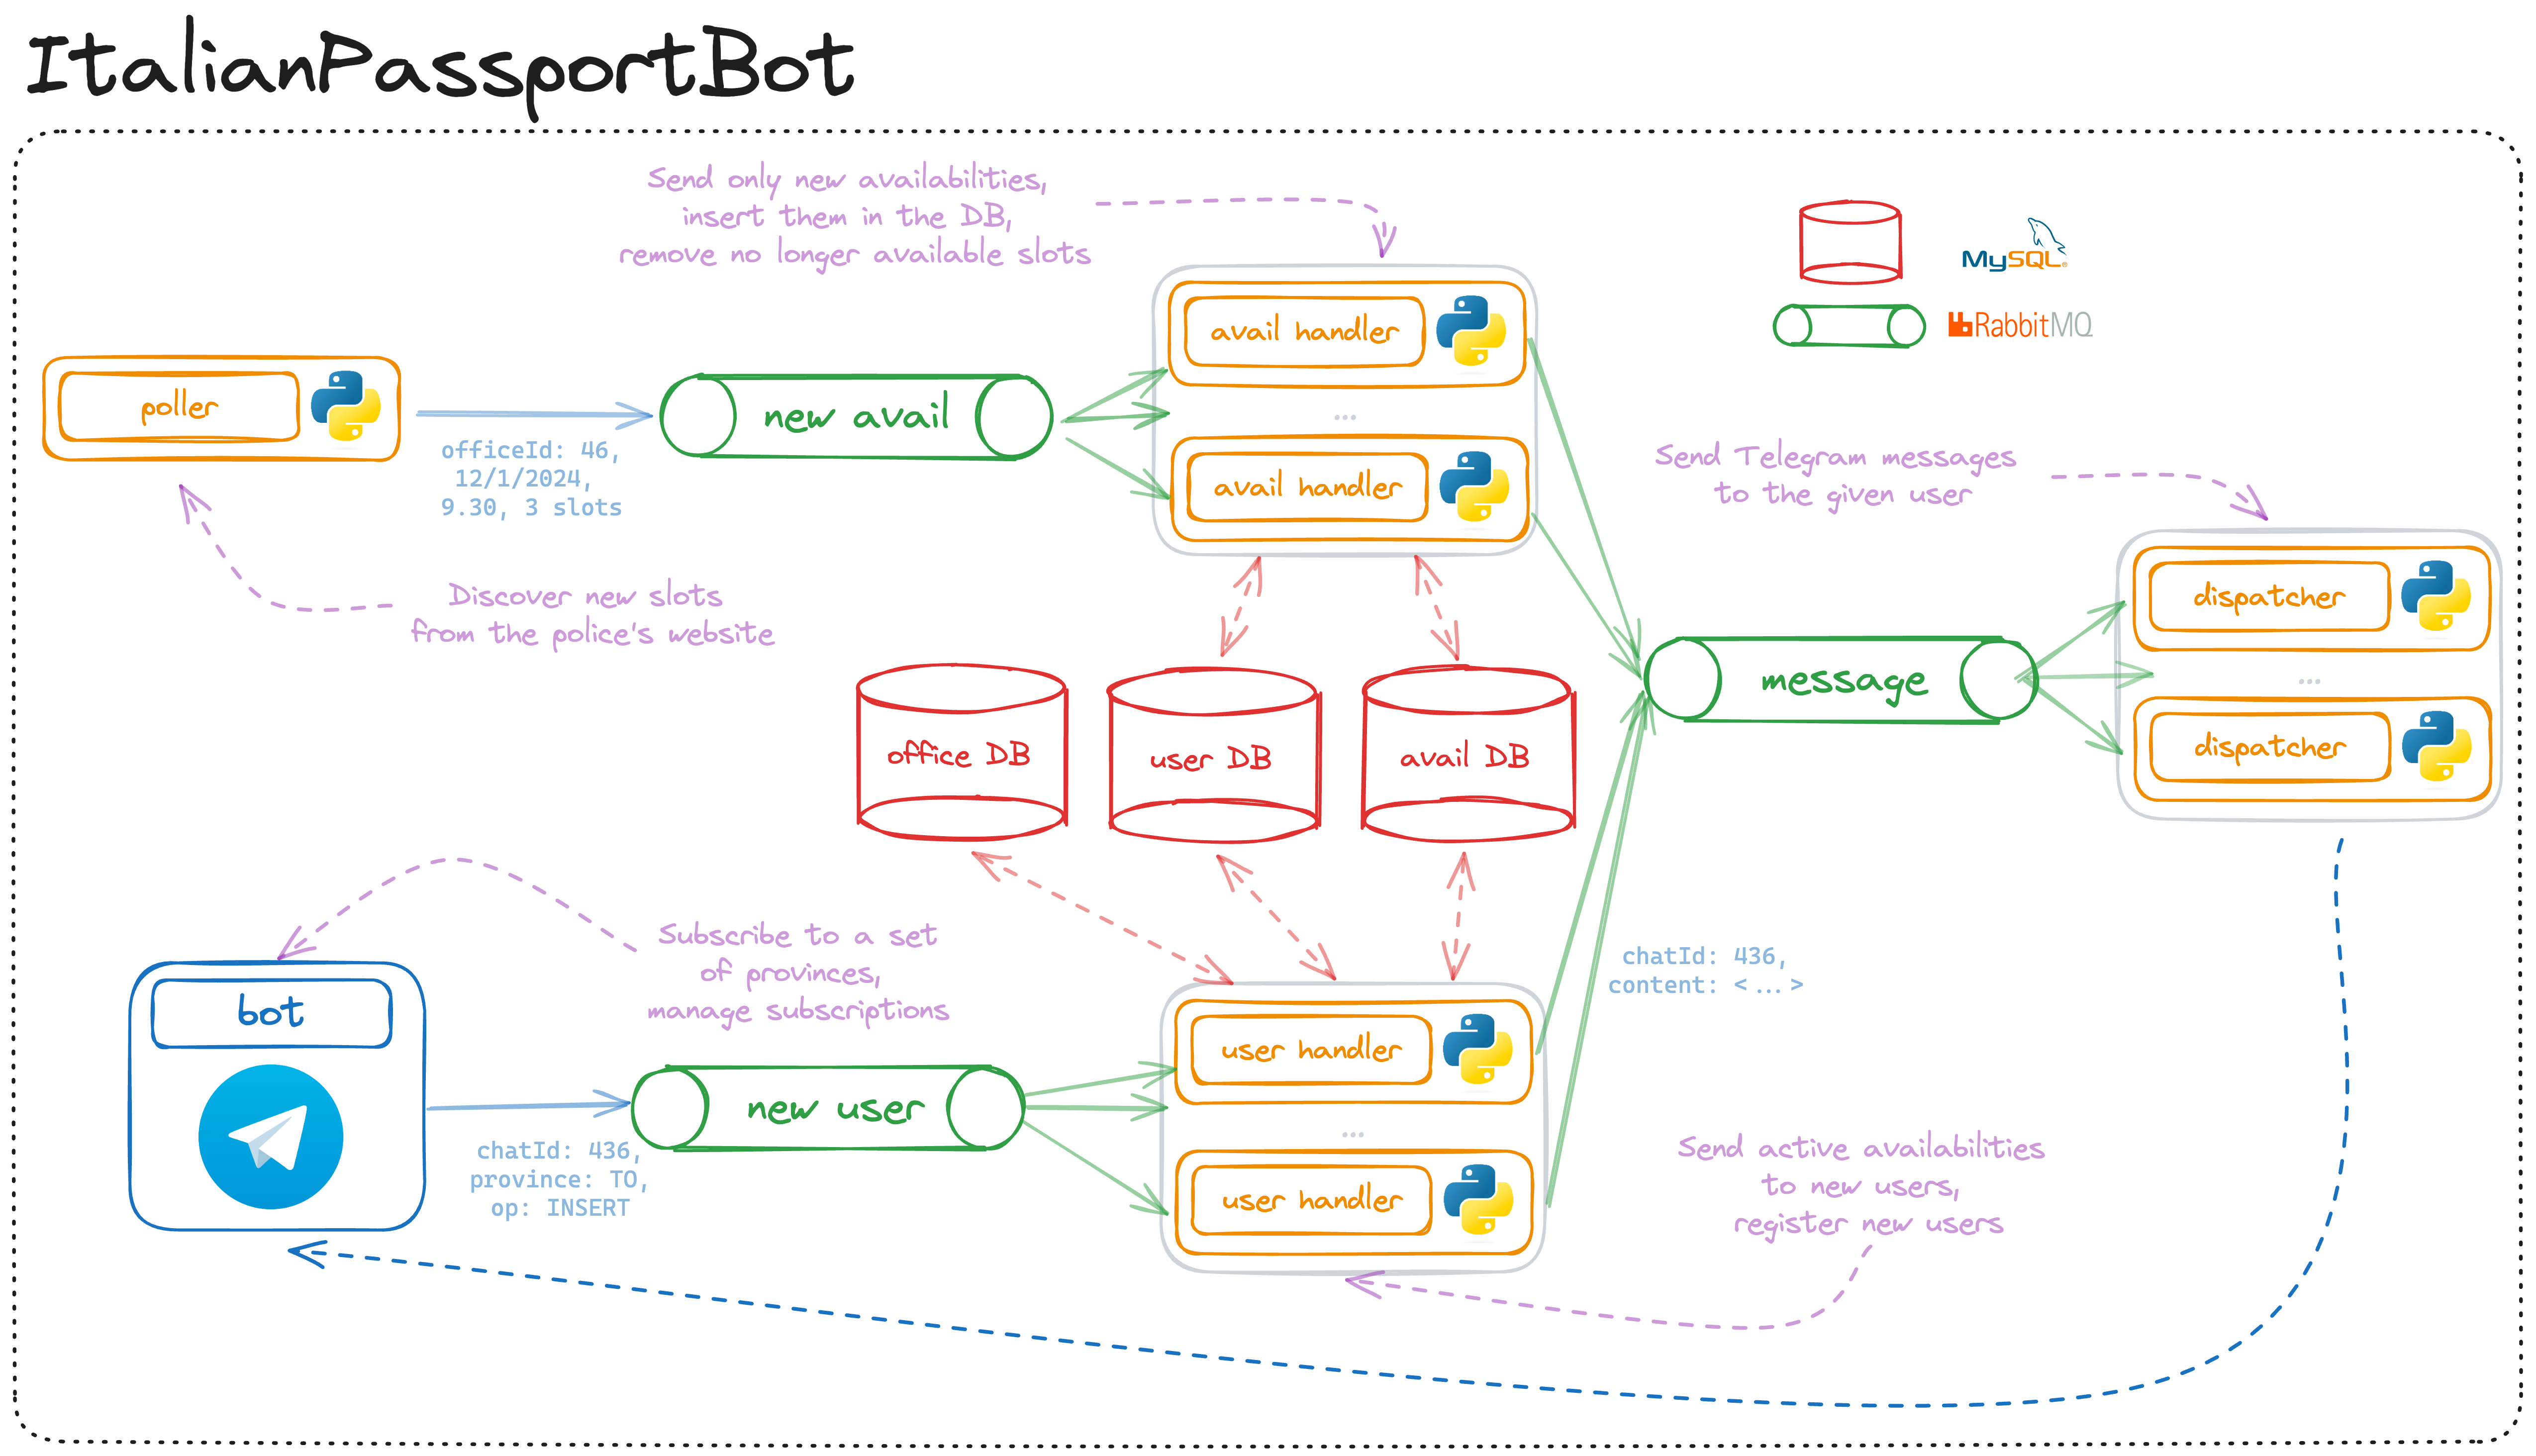 ItalianPassportBot
Send only new availabilities,
insert them in the DB,
remove no longer available slots
MySQL®
RabbitMQ
poller
officeId: 46,
12/1/2024,
9.30, 3 slots
new avail
avail handler
...
avail handler
Discover new slots
from the police's website
Send Telegram messages
to the given user
dispatcher
...
dispatcher
message
office DB
user DB
avail DB
bot
Subscribe to a set
of provinces,
manage subscriptions
chatId: 436,
province: TO,
op: INSERT
new user
user handler
...
user handler
chatId: 436,
content: <...>
Send active availabilities
to new users,
register new users